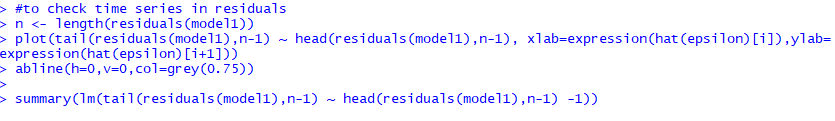 > #to check time series in residuals
> n <- length(residuals(model1))
> plot(tail(residuals(model1),n-1) ~ head(residuals(model1),n-1), xlab=expression(hat(epsilon)[i]),ylab=
expression(hat(epsilon)[i+1]))
> abline(h=0,v=0,col=grey(0.75))
>
> summary(lm(tail(residuals(model1),n-1) ~ head(residuals(model1),n-1) -1))